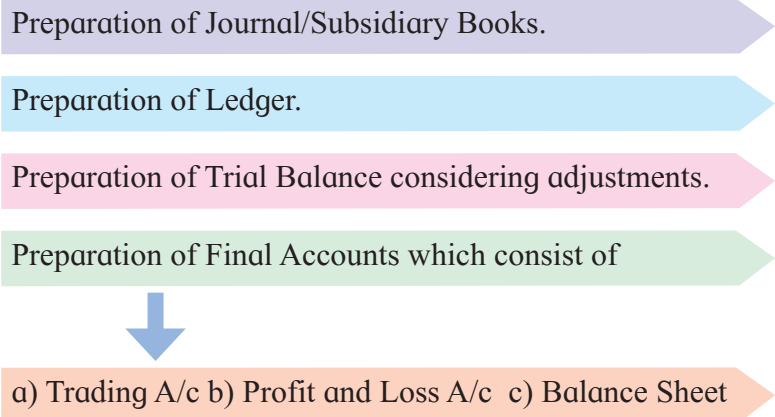 Preparation of Journal/Subsidiary Books.
Preparation of Ledger.
Preparation of Trial Balance considering adjustments.
Preparation of Final Accounts which consist of
a) Trading A/c b) Profit and Loss A/c c) Balance Sheet